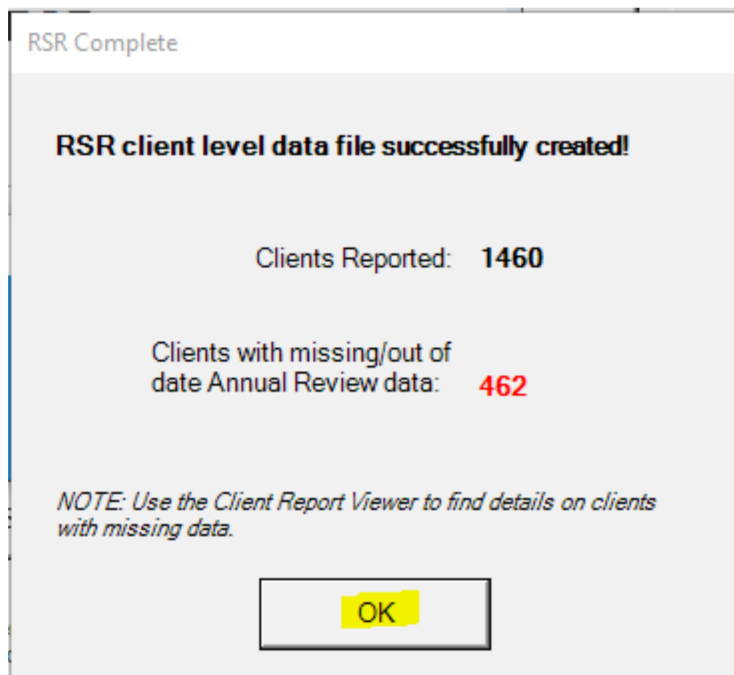 RSR Complete
RSR client level data file successfully created!
Clients Reported: 1460
Clients with missing/out of
date Annual Review data: 462
NOTE: Use the Client Report Viewer to find details on clients
with missing data.
OK